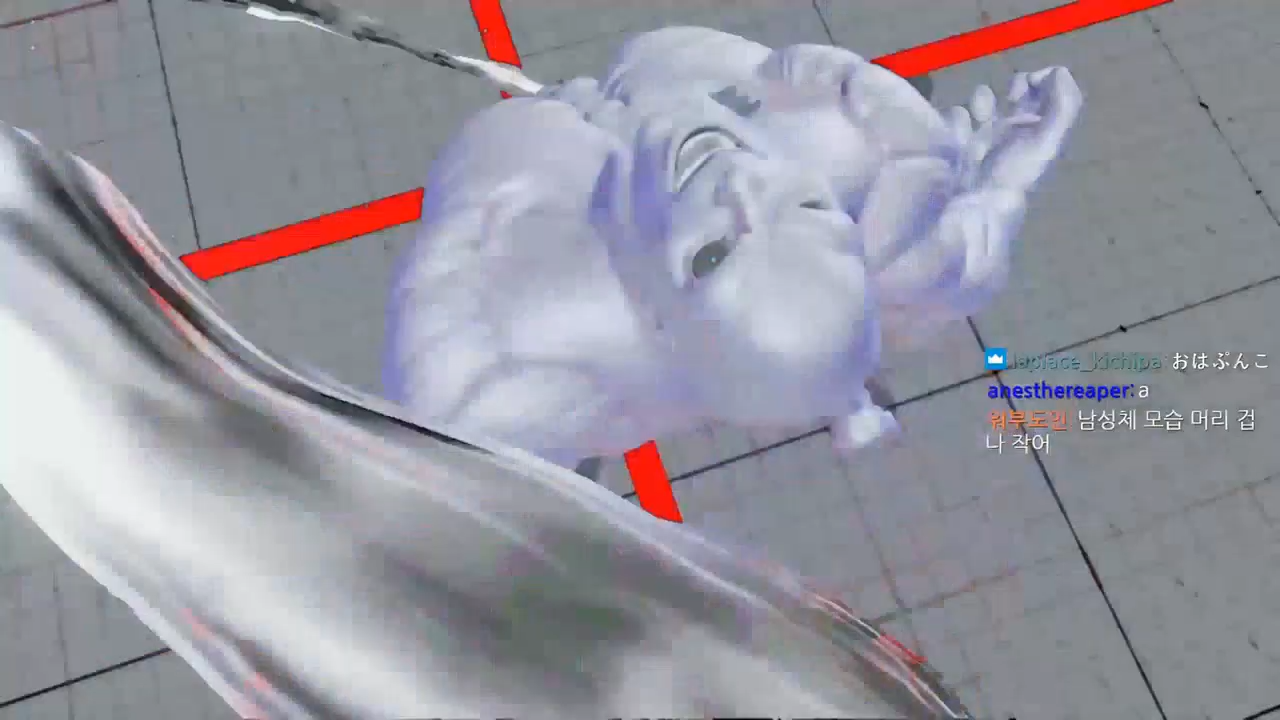 laplace_kichipa おはぷんこ
anesthereaper: a
워부도긴 남성체 모습 머리 겁
나 작어